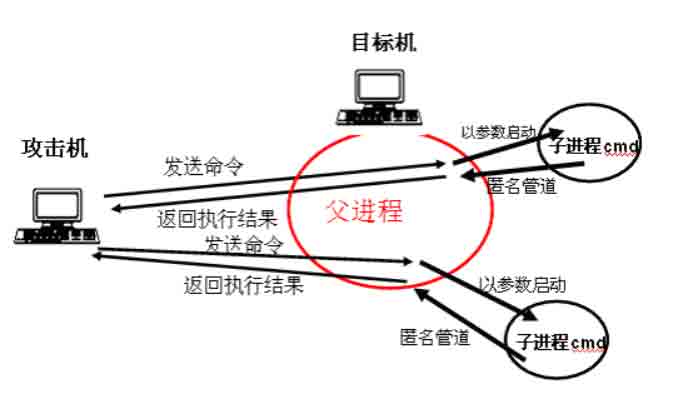 目标机
攻击机
发送命令
以参数启动
子进程cmd
匿名管道
返回执行结果
父进程
发送命令
返回执行结果
以参数启动
匿名管道
子进程cmd